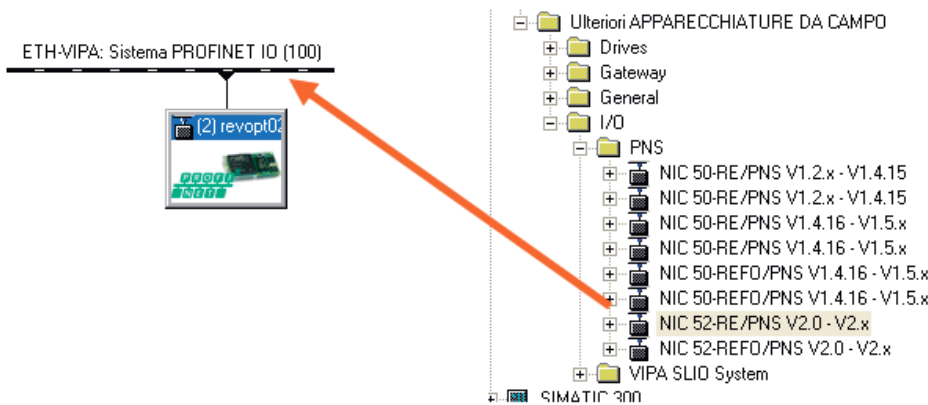 ETH-VIPA: Sistema PROFINET IO (100)
(2) revopt02
PROFI
NET
Ulteriori APPARECCHIATURE DA CAMPO
Drives
Gateway
General
I/O
PNS
NIC 50-RE/PNS V1.2.x - V1.4.15
NIC 50-RE/PNS V1.2.x - V1.4.15
NIC 50-RE/PNS V1.4.16 - V1.5.x
NIC 50-RE/PNS V1.4.16 - V1.5.x
NIC 50-REFO/PNS V1.4.16 - V1.5.x
NIC 50-REFO/PNS V1.4.16 - V1.5.x
NIC 52-RE/PNS V2.0 - V2.x
NIC 52-REFO/PNS V2.0 - V2.x
VIPA SLIO System
SIMATIC 300